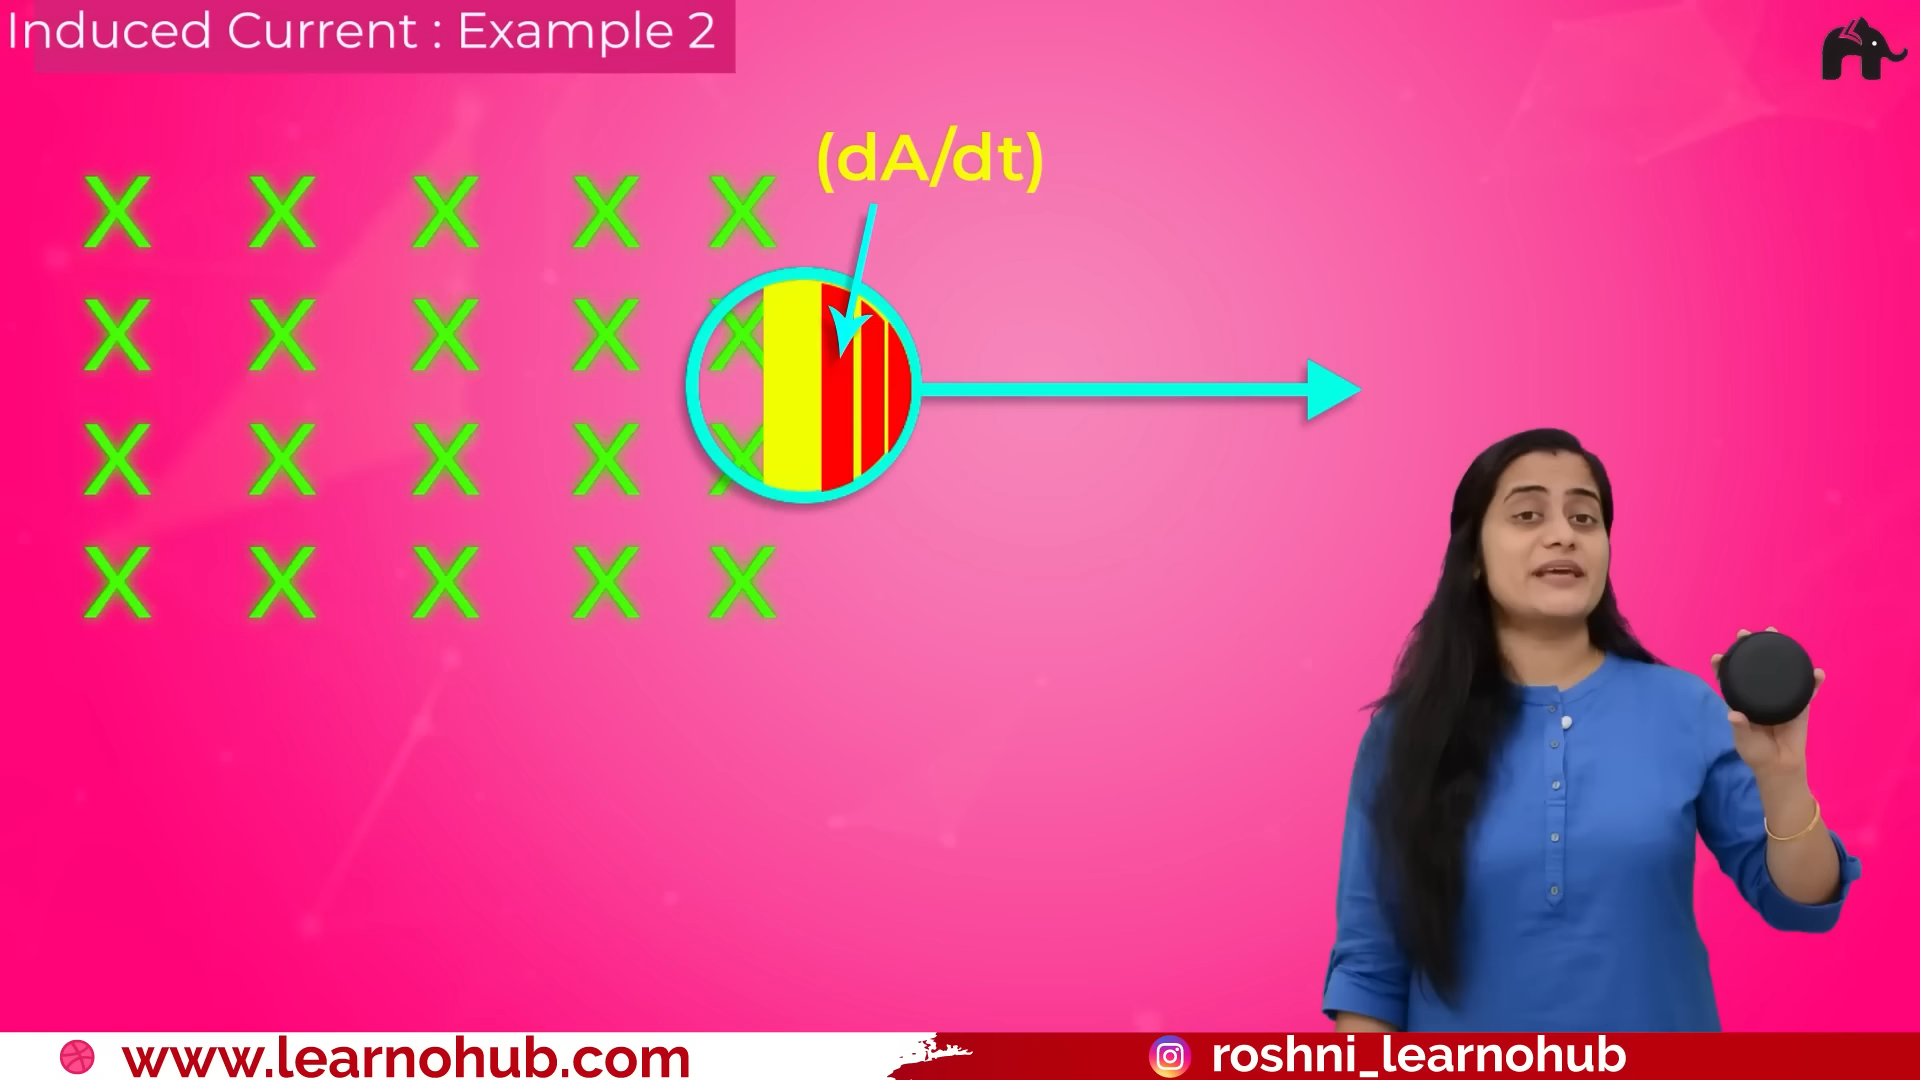 Induced Current : Example 2
(dA/dt)
X X X X X
X X X X X
X X X X X
X X X X X
www.learnohub.com
roshni_learnohub